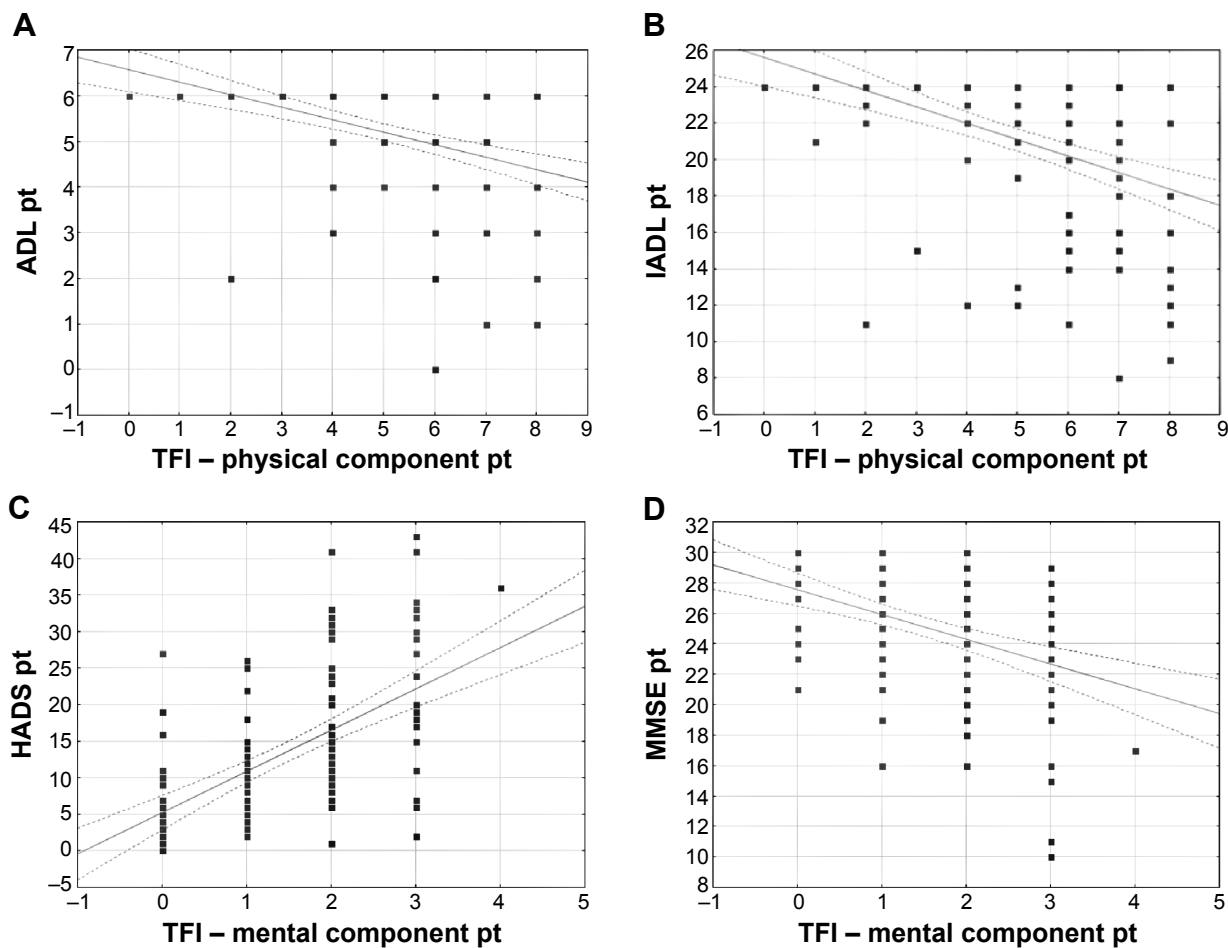 A
7
6
5
4
3
2
1
0
–1
ADL pt
–1 0 1 2 3 4 5 6 7 8 9
TFI – physical component pt
B
26
24
22
20
18
16
14
12
10
8
6
IADL pt
–1 0 1 2 3 4 5 6 7 8 9
TFI – physical component pt
C
45
40
35
30
25
20
15
10
5
0
–5
HADS pt
–1 0 1 2 3 4 5
TFI – mental component pt
D
32
30
28
26
24
22
20
18
16
14
12
10
8
MMSE pt
–1 0 1 2 3 4 5
TFI – mental component pt